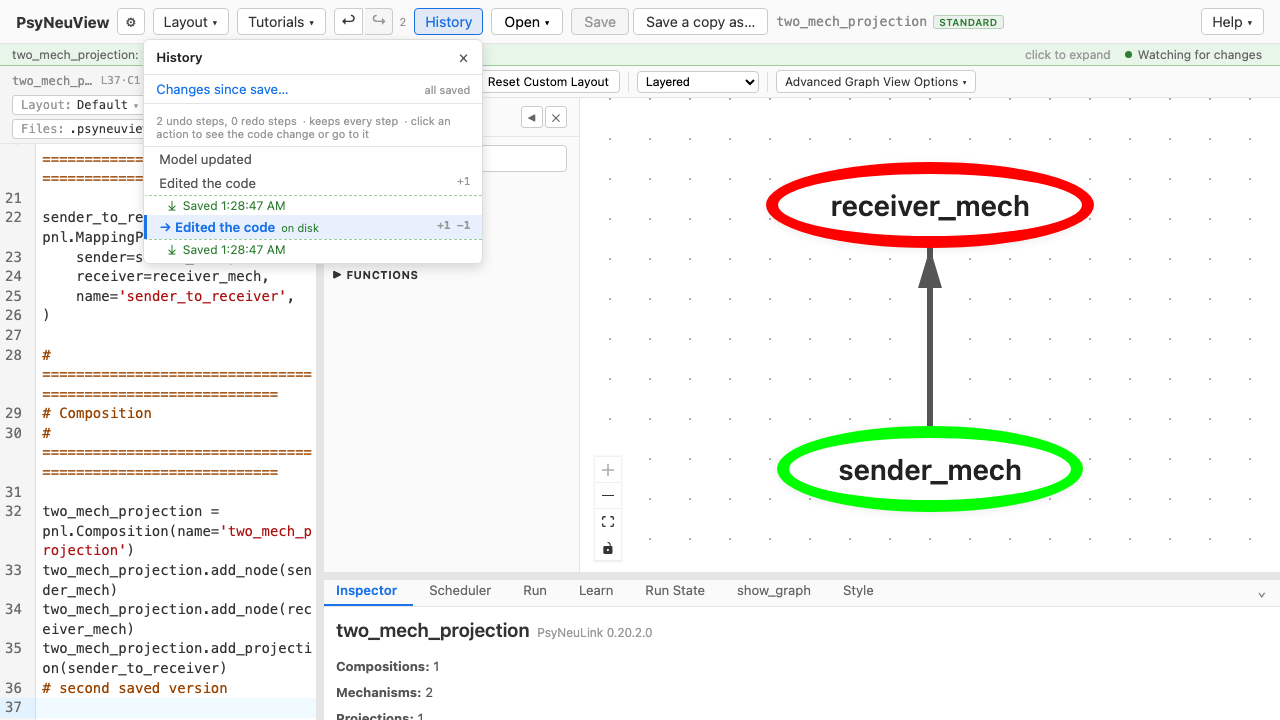 PsyNeuView
Layout
Tutorials
2
History
Open
Save
Save a copy as...
two_mech_projection
STANDARD
Help
two_mech_projection:
click to expand
Watching for changes
two_mech_p…
L37·C1
Reset Custom Layout
Layered
Advanced Graph View Options
Layout: Default
Files: .psyneuview
History
Changes since save...
all saved
2 undo steps, 0 redo steps · keeps every step · click an
action to see the code change or go to it
Model updated
Edited the code
+1
Saved 1:28:47 AM
Edited the code on disk
+1 −1
Saved 1:28:47 AM
FUNCTIONS
21
22 sender_to_re
pnl.MappingP
23 sender=s
24 receiver=receiver_mech,
25 name='sender_to_receiver',
26 )
27
28 #
================================
============================
29 # Composition
30 #
================================
============================
31
32 two_mech_projection =
pnl.Composition(name='two_mech_p
rojection')
33 two_mech_projection.add_node(sen
der_mech)
34 two_mech_projection.add_node(rec
eiver_mech)
35 two_mech_projection.add_projecti
on(sender_to_receiver)
36 # second saved version
37
receiver_mech
sender_mech
Inspector
Scheduler
Run
Learn
Run State
show_graph
Style
two_mech_projection PsyNeuLink 0.20.2.0
Compositions: 1
Mechanisms: 2
Projections: 1